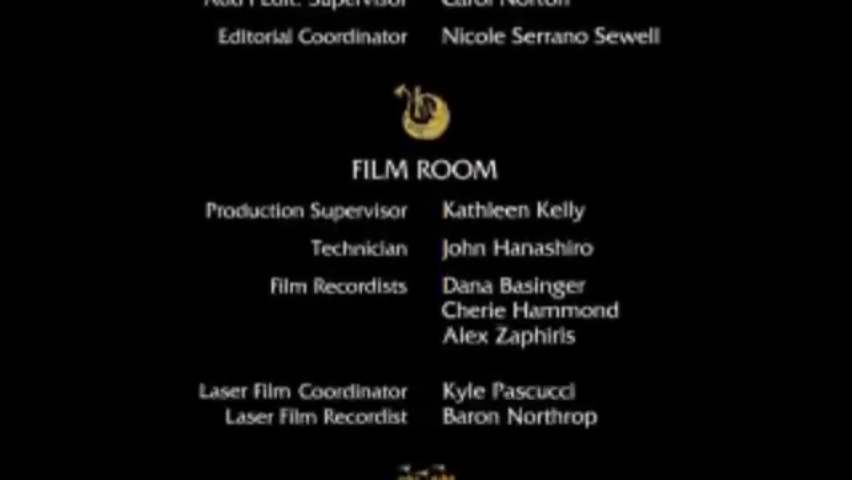 Supervisor Carol Norton
Editorial Coordinator Nicole Serrano Sewell
FILM ROOM
Production Supervisor Kathleen Kelly
Technician John Hanashiro
Film Recordists Dana Basinger
Cherie Hammond
Alex Zaphiris
Laser Film Coordinator Kyle Pascucci
Laser Film Recordist Baron Northrop